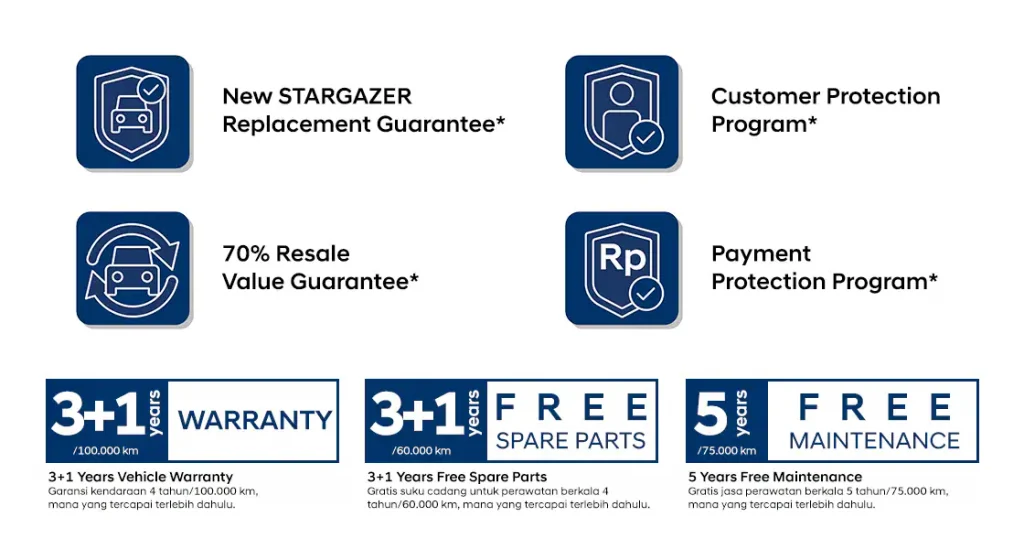 New STARGAZER
Replacement Guarantee*
Customer Protection
Program*
70% Resale
Value Guarantee*
Rp
Payment
Protection Program*
3+1 years
/100.000 km
WARRANTY
3+1 years
/60.000 km
FREE
SPARE PARTS
5 years
/75.000 km
FREE
MAINTENANCE
3+1 Years Vehicle Warranty
Garansi kendaraan 4 tahun/100.000 km,
mana yang tercapai terlebih dahulu.
3+1 Years Free Spare Parts
Gratis suku cadang untuk perawatan berkala 4
tahun/60.000 km, mana yang tercapai terlebih dahulu.
5 Years Free Maintenance
Gratis jasa perawatan berkala 5 tahun/75.000 km,
mana yang tercapai terlebih dahulu.